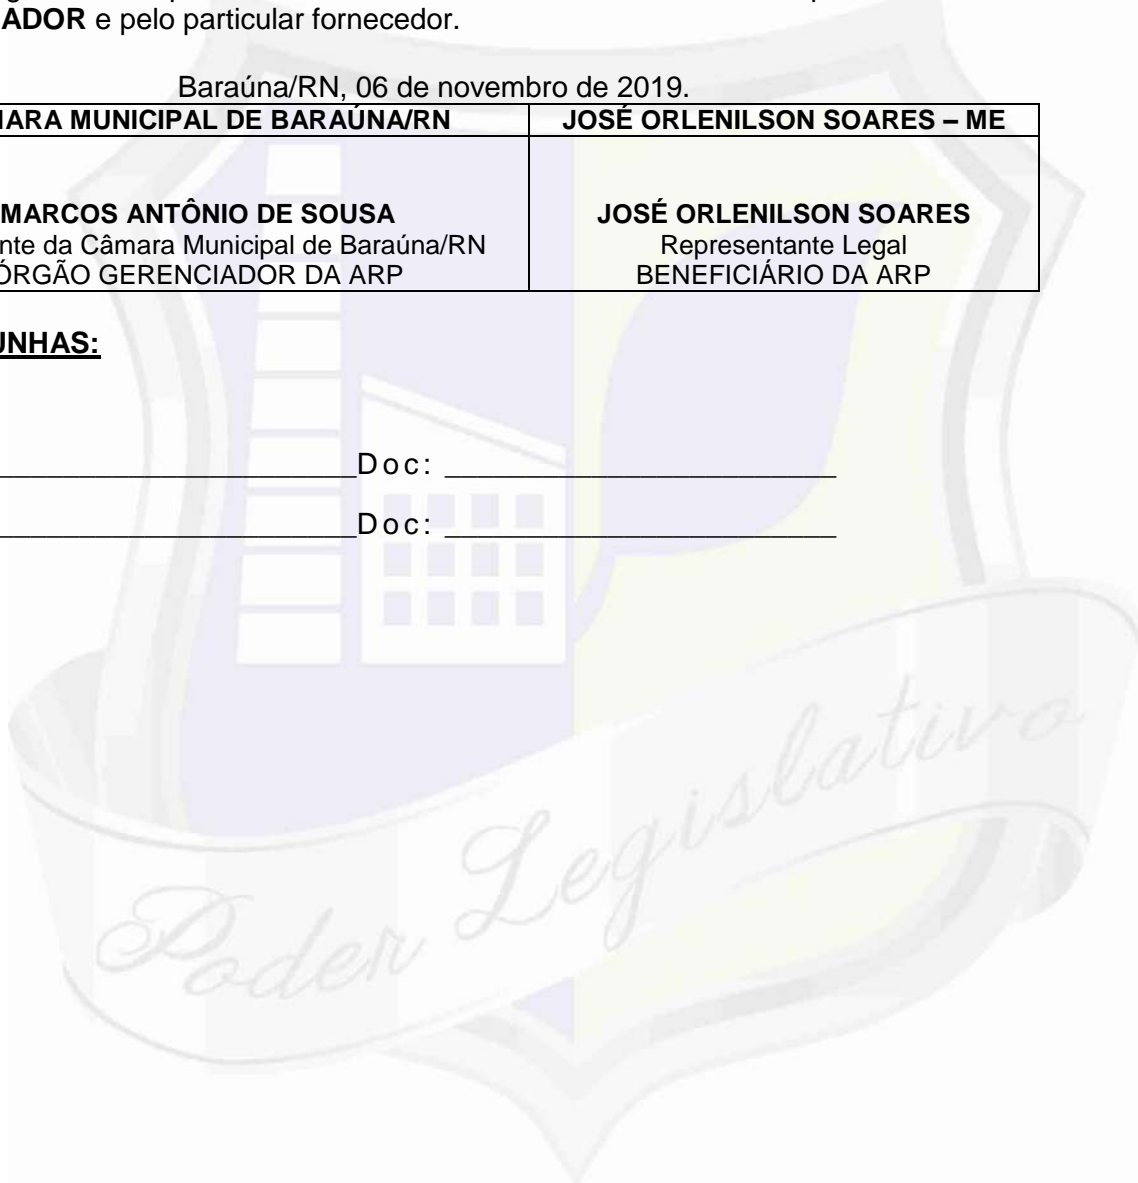 ADOR e pelo particular fornecedor.
Baraúna/RN, 06 de novembro de 2019.
MARA MUNICIPAL DE BARAÚNA/RN
JOSÉ ORLENILSON SOARES – ME
MARCOS ANTÔNIO DE SOUSA
nte da Câmara Municipal de Baraúna/RN
ÓRGÃO GERENCIADOR DA ARP
JOSÉ ORLENILSON SOARES
Representante Legal
BENEFICIÁRIO DA ARP
UNHAS:
Doc:
Doc:
Poder Legislativo